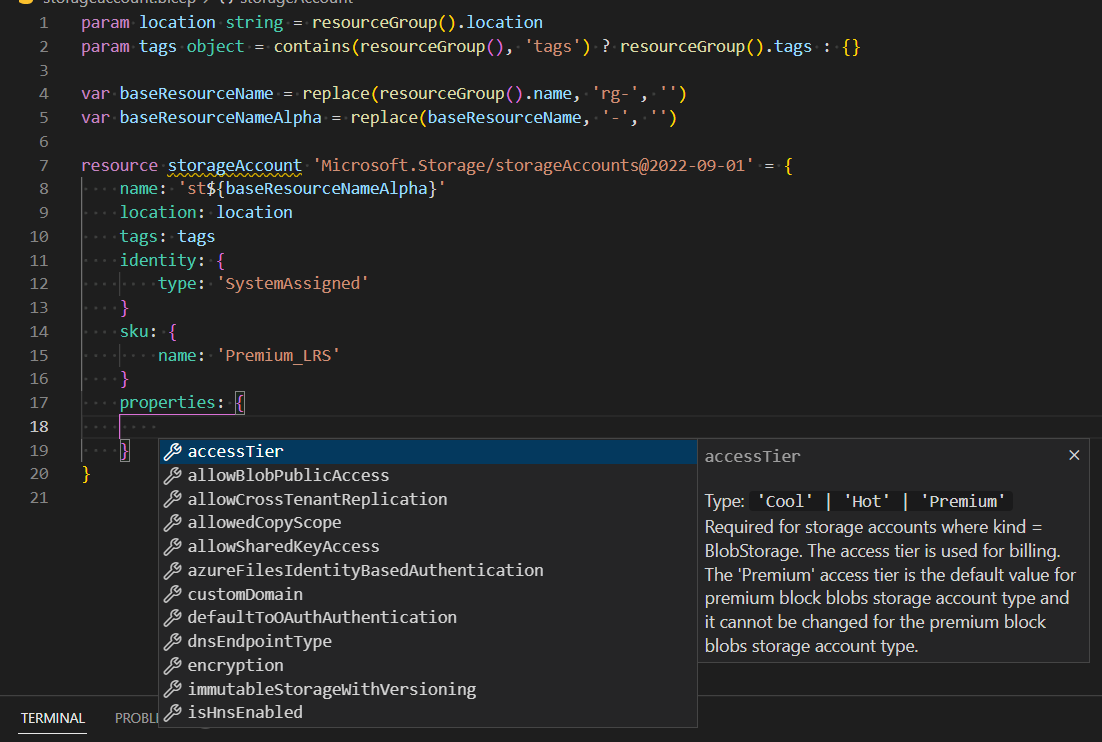 storageaccount.bicep > {} storageAccount
1 param location string = resourceGroup().location
2 param tags object = contains(resourceGroup(), 'tags') ? resourceGroup().tags : {}
3
4 var baseResourceName = replace(resourceGroup().name, 'rg-', '')
5 var baseResourceNameAlpha = replace(baseResourceName, '-', '')
6
7 resource storageAccount 'Microsoft.Storage/storageAccounts@2022-09-01' = {
8 name: 'st${baseResourceNameAlpha}'
9 location: location
10 tags: tags
11 identity: {
12 type: 'SystemAssigned'
13 }
14 sku: {
15 name: 'Premium_LRS'
16 }
17 properties: {
18
19 }
20 }
21
accessTier
allowBlobPublicAccess
allowCrossTenantReplication
allowedCopyScope
allowSharedKeyAccess
azureFilesIdentityBasedAuthentication
customDomain
defaultToOAuthAuthentication
dnsEndpointType
encryption
immutableStorageWithVersioning
isHnsEnabled
accessTier
Type: 'Cool' | 'Hot' | 'Premium'
Required for storage accounts where kind =
BlobStorage. The access tier is used for billing.
The 'Premium' access tier is the default value for
premium block blobs storage account type and
it cannot be changed for the premium block
blobs storage account type.
TERMINAL PROBLE